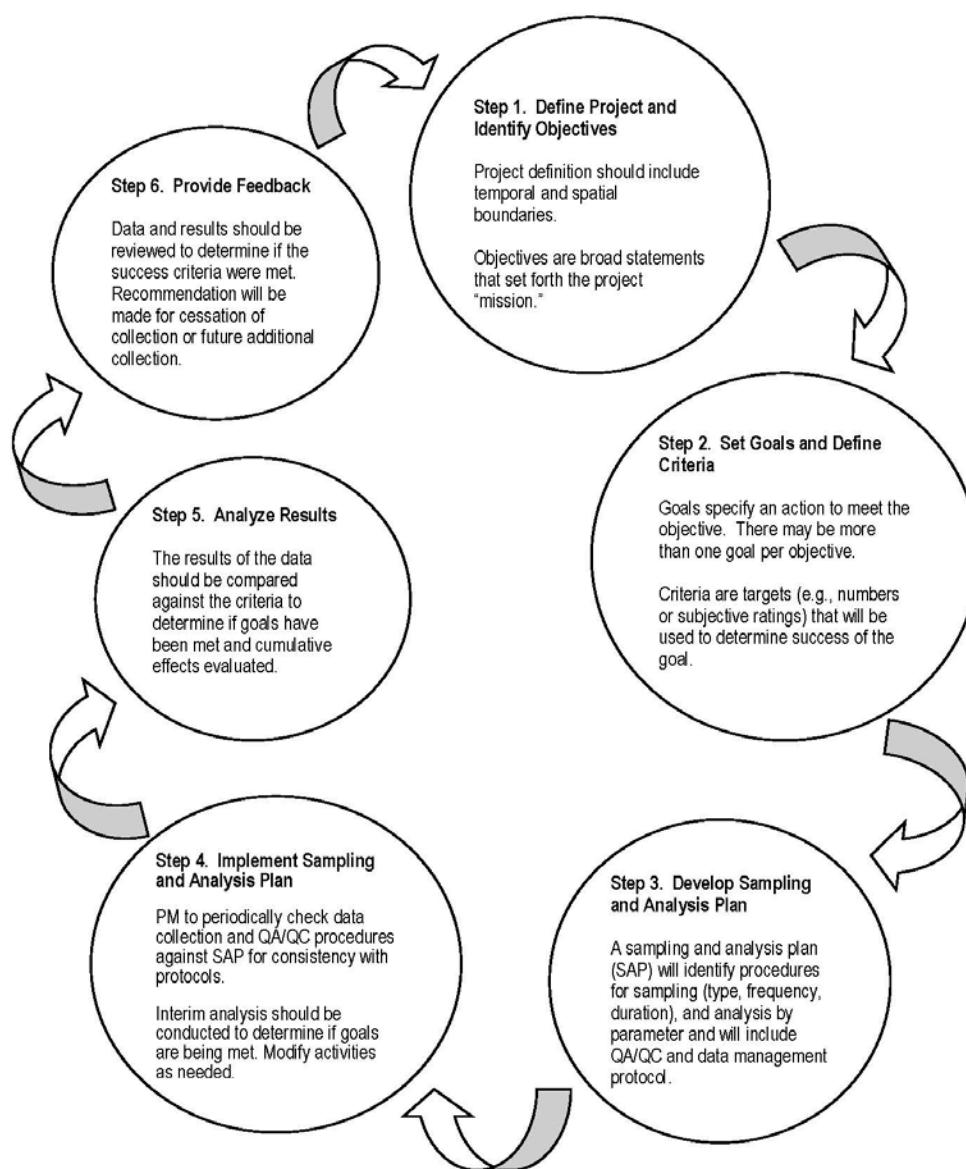 Step 1. Define Project and
Identify Objectives
Project definition should include
temporal and spatial
boundaries.
Objectives are broad statements
that set forth the project
“mission.”
Step 2. Set Goals and Define
Criteria
Goals specify an action to meet the
objective. There may be more
than one goal per objective.
Criteria are targets (e.g., numbers
or subjective ratings) that will be
used to determine success of the
goal.
Step 3. Develop Sampling
and Analysis Plan
A sampling and analysis plan
(SAP) will identify procedures
for sampling (type, frequency,
duration), and analysis by
parameter and will include
QA/QC and data management
protocol.
Step 4. Implement Sampling
and Analysis Plan
PM to periodically check data
collection and QA/QC procedures
against SAP for consistency with
protocols.
Interim analysis should be
conducted to determine if goals
are being met. Modify activities
as needed.
Step 5. Analyze Results
The results of the data
should be compared
against the criteria to
determine if goals have
been met and cumulative
effects evaluated.
Step 6. Provide Feedback
Data and results should be
reviewed to determine if the
success criteria were met.
Recommendation will be
made for cessation of
collection or future additional
collection.